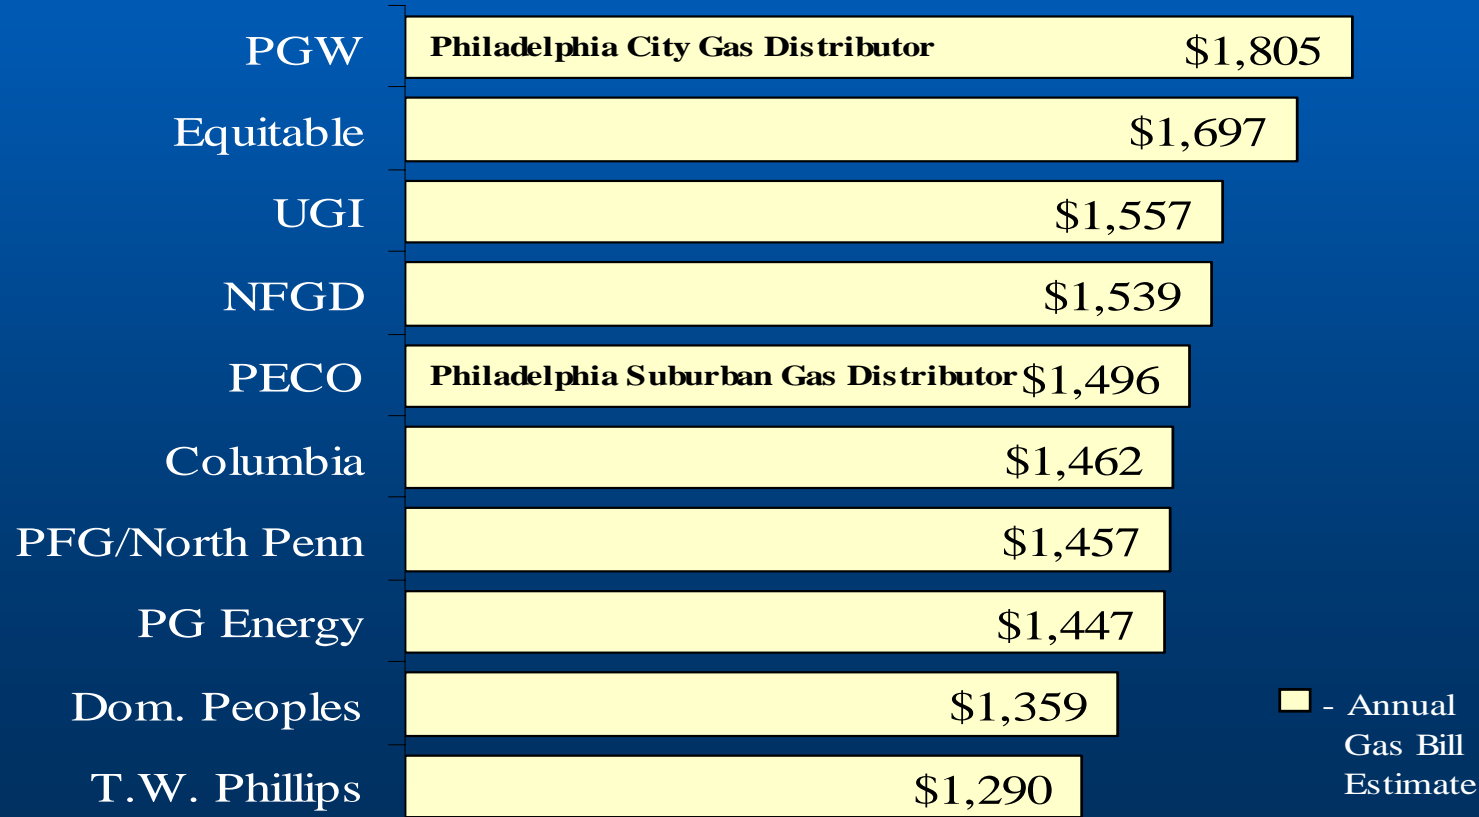 PGW Philadelphia City Gas Distributor $1,805
Equitable $1,697
UGI $1,557
NFGD $1,539
PECO Philadelphia Suburban Gas Distributor $1,496
Columbia $1,462
PFG/North Penn $1,457
PG Energy $1,447
Dom. Peoples $1,359
T.W. Phillips $1,290
- Annual
Gas Bill
Estimate